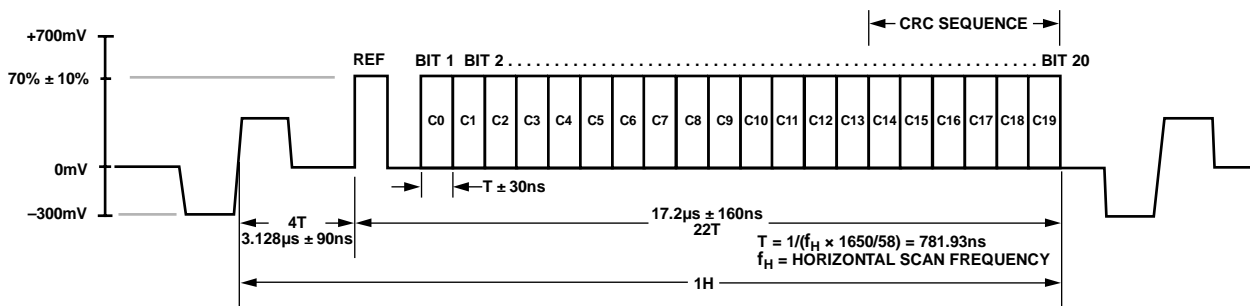 CRC SEQUENCE
+700mV
REF
BIT 1 BIT 2 . . . . . . . . . . . . . . . . . . . . . . . . . . . . . . . . . . . . . . . . . . . . . . . . . . . . . . . . . . . . . . . . BIT 20
70% ± 10%
C0 C1 C2 C3 C4 C5 C6 C7 C8 C9 C10 C11 C12 C13 C14 C15 C16 C17 C18 C19
0mV
T ± 30ns
–300mV
4T
3.128µs ± 90ns
17.2µs ± 160ns
22T
T = 1/(fH × 1650/58) = 781.93ns
fH = HORIZONTAL SCAN FREQUENCY
1H